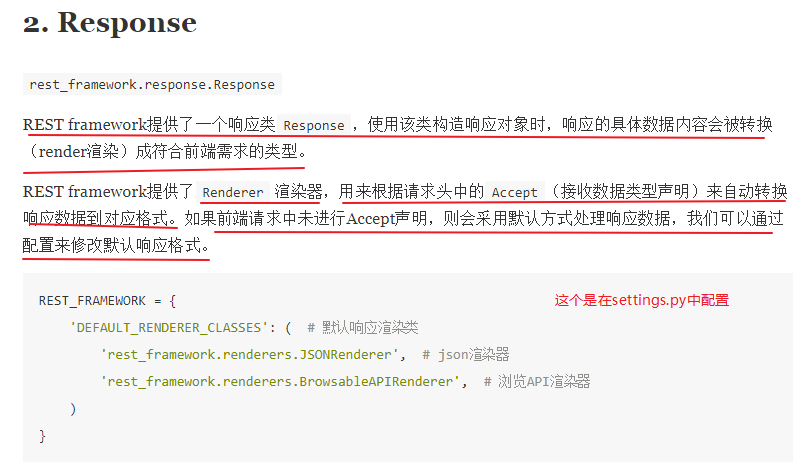 2. Response
rest_framework.response.Response
REST framework提供了一个响应类 Response ，使用该类构造响应对象时，响应的具体数据内容会被转换
（render渲染）成符合前端需求的类型。
REST framework提供了 Renderer 渲染器，用来根据请求头中的 Accept （接收数据类型声明）来自动转换
响应数据到对应格式。如果前端请求中未进行Accept声明，则会采用默认方式处理响应数据，我们可以通过
配置来修改默认响应格式。
REST_FRAMEWORK = { 这个是在settings.py中配置
'DEFAULT_RENDERER_CLASSES': ( # 默认响应渲染类
'rest_framework.renderers.JSONRenderer', # json渲染器
'rest_framework.renderers.BrowsableAPIRenderer', # 浏览API渲染器
)
}